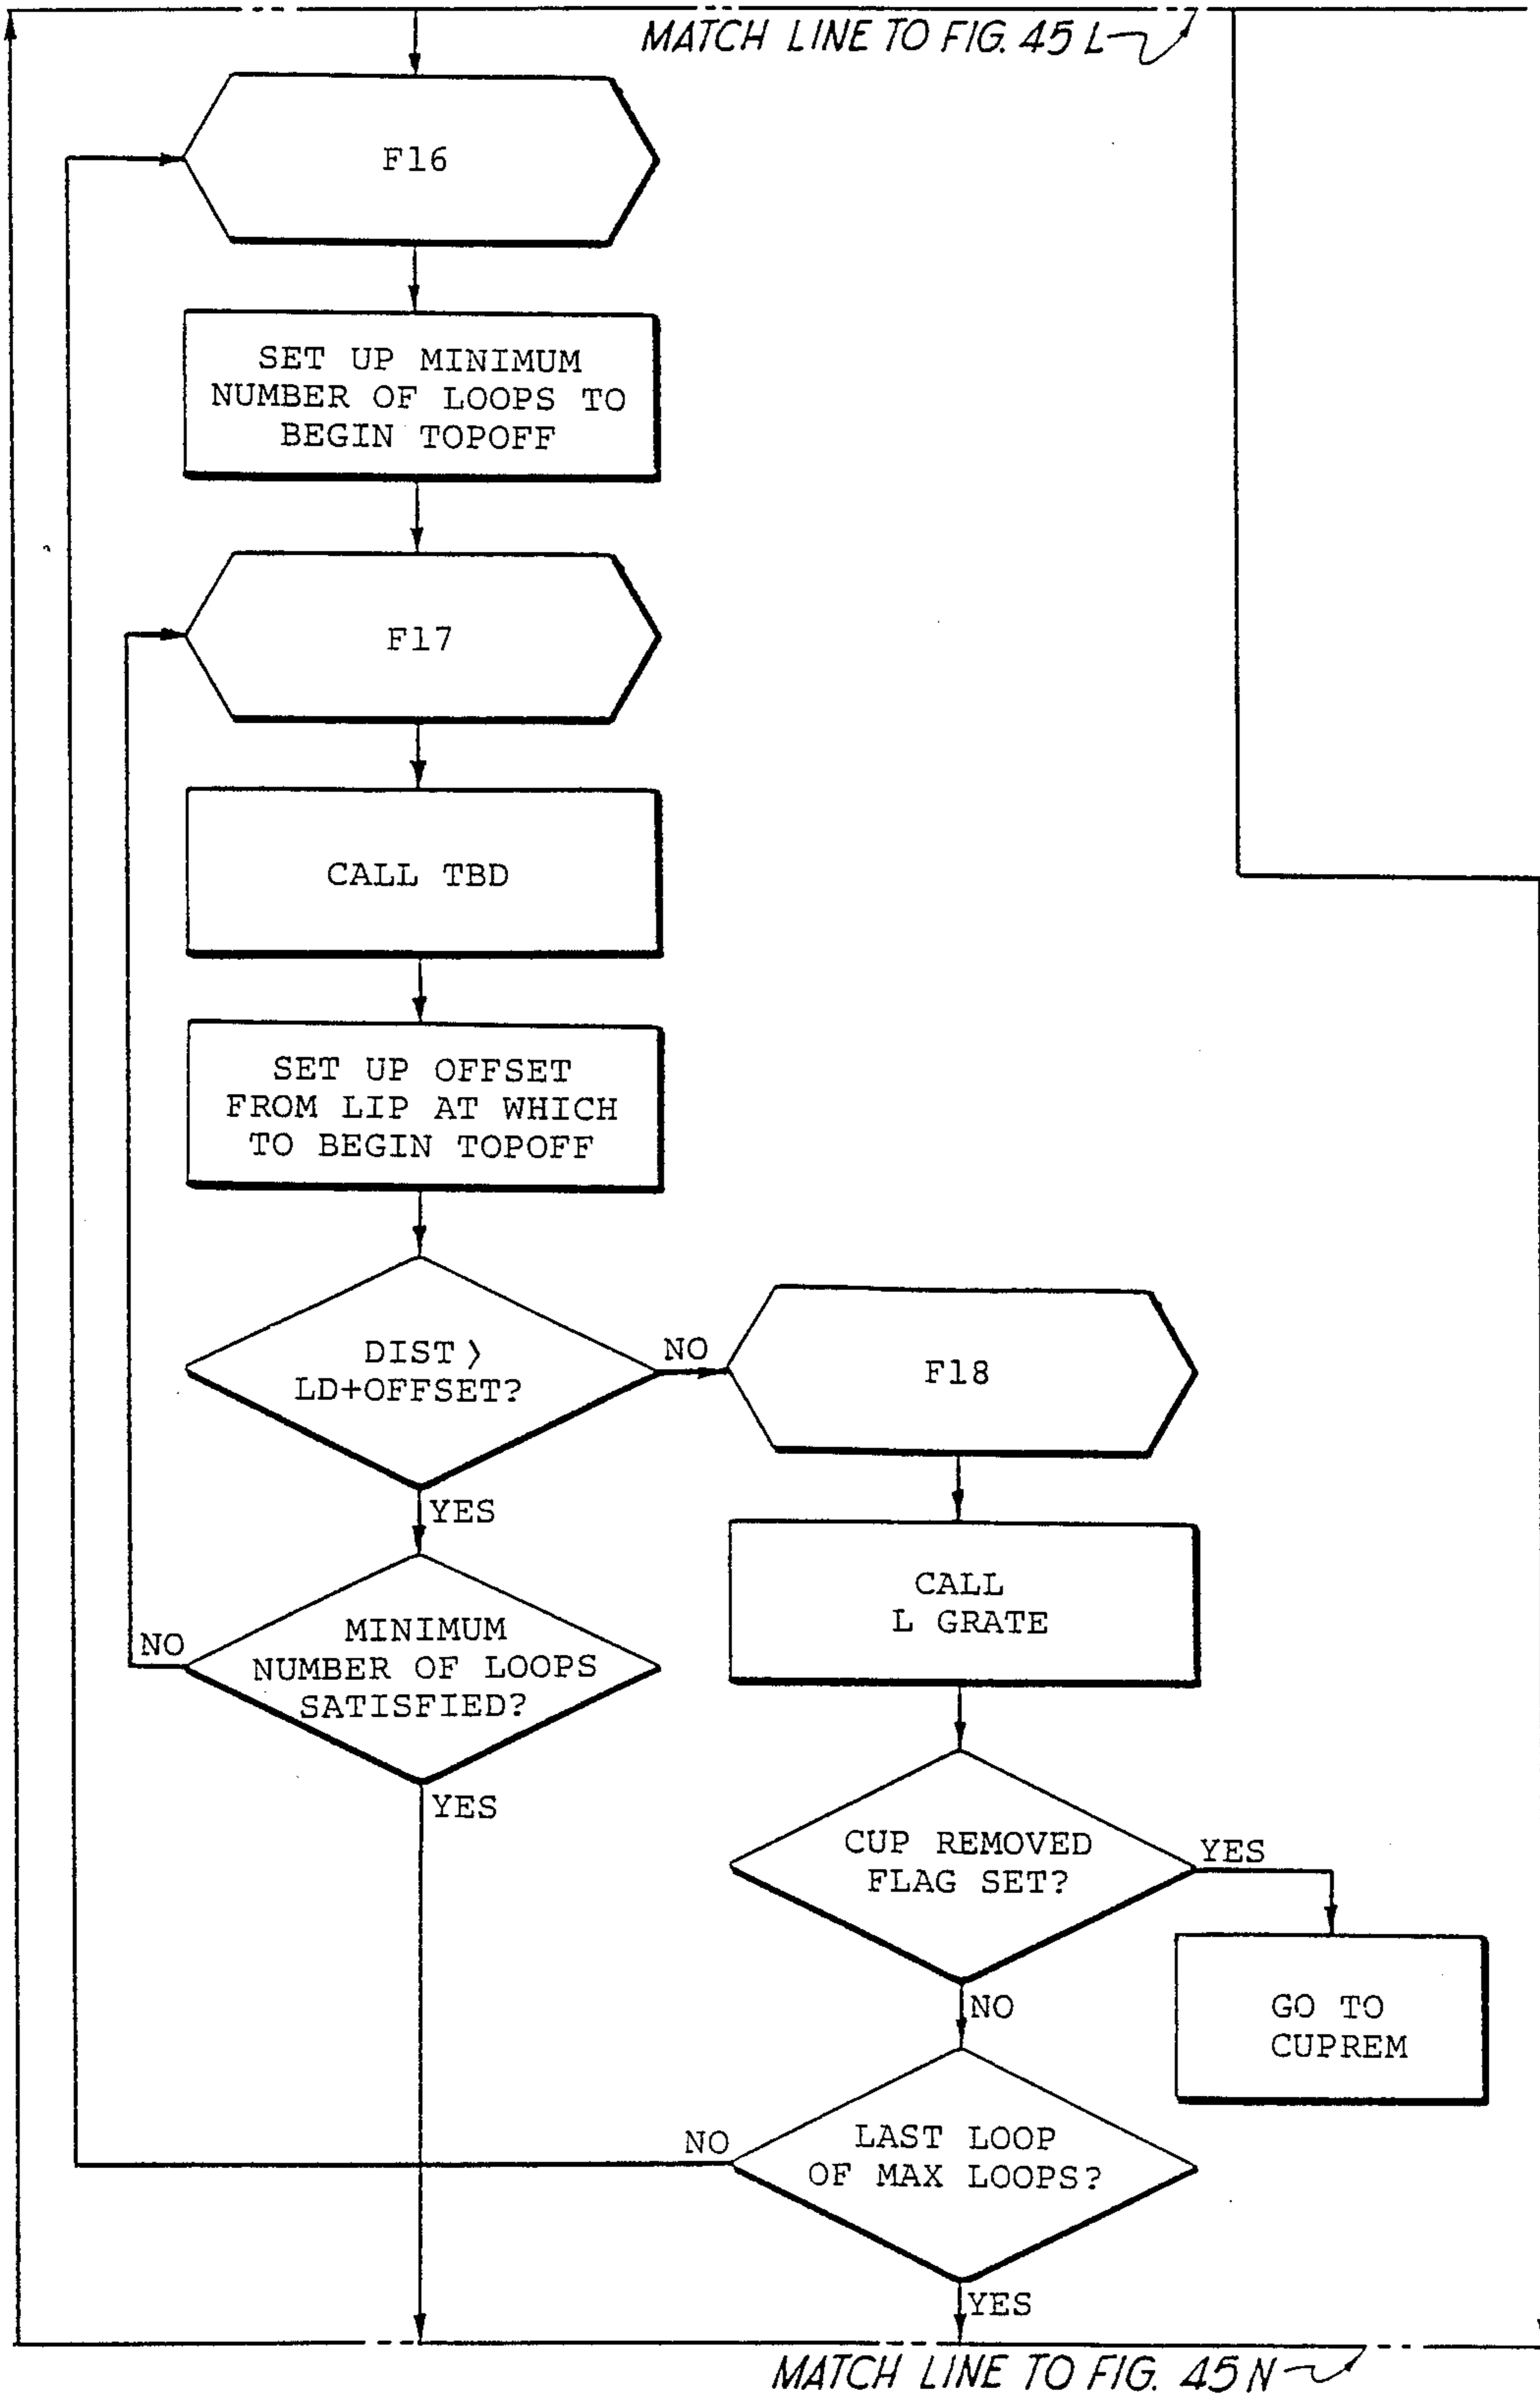 MATCH LINE TO FIG. 45 L
F16
SET UP MINIMUM
NUMBER OF LOOPS TO
BEGIN TOPOFF
F17
CALL TBD
SET UP OFFSET
FROM LIP AT WHICH
TO BEGIN TOPOFF
DIST >
LD+OFFSET?
NO
F18
YES
CALL
L GRATE
MINIMUM
NUMBER OF LOOPS
SATISFIED?
NO
YES
CUP REMOVED
FLAG SET?
YES
GO TO
CUPREM
NO
LAST LOOP
OF MAX LOOPS?
NO
YES
MATCH LINE TO FIG. 45 N